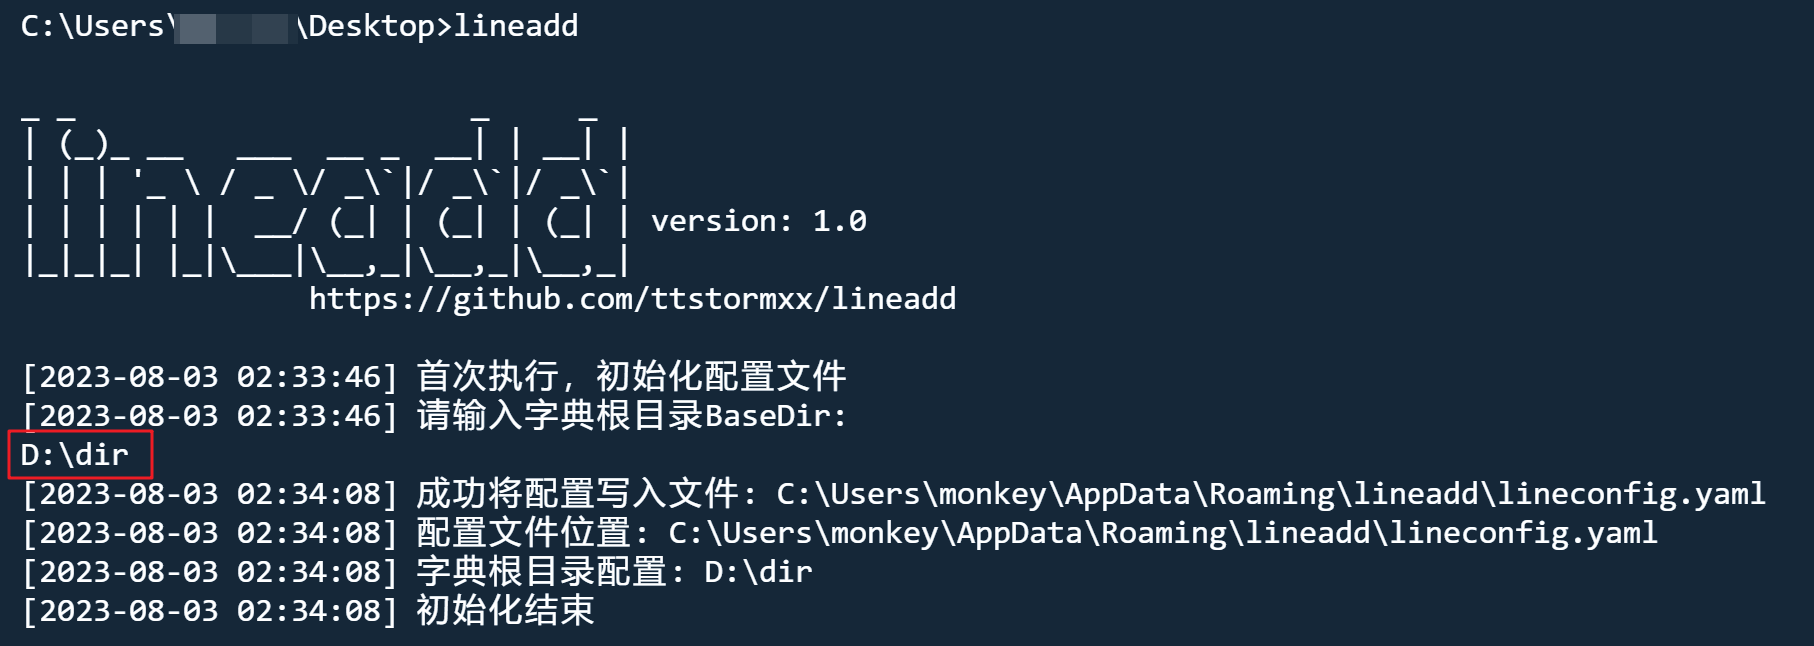 C:\Users\ \Desktop>lineadd
_ _                      _     _
| (_)_ __   ___  __ _  __| | __| |
| | | '_ \ / _ \/ _\`|/ _\`|/ _\`|
| | | | | |  __/ (_| | (_| | (_| | version: 1.0
|_|_|_| |_|\___|\__,_|\__,_|\__,_|
https://github.com/ttstormxx/lineadd
[2023-08-03 02:33:46] 首次执行, 初始化配置文件
[2023-08-03 02:33:46] 请输入字典根目录BaseDir:
D:\dir
[2023-08-03 02:34:08] 成功将配置写入文件: C:\Users\monkey\AppData\Roaming\lineadd\lineconfig.yaml
[2023-08-03 02:34:08] 配置文件位置: C:\Users\monkey\AppData\Roaming\lineadd\lineconfig.yaml
[2023-08-03 02:34:08] 字典根目录配置: D:\dir
[2023-08-03 02:34:08] 初始化结束